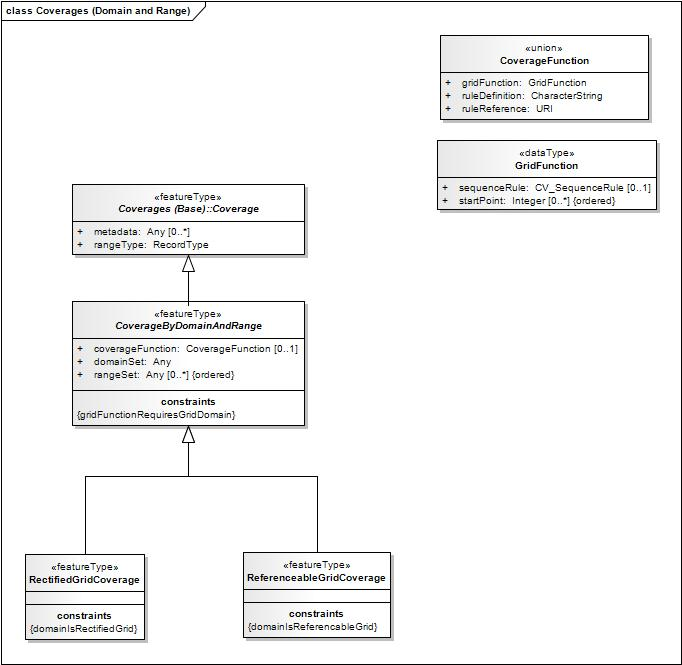 class Coverages (Domain and Range)
«union»
CoverageFunction
+ gridFunction: GridFunction
+ ruleDefinition: CharacterString
+ ruleReference: URI
«dataType»
GridFunction
+ sequenceRule: CV_SequenceRule [0..1]
+ startPoint: Integer [0..*] {ordered}
«featureType»
Coverages (Base)::Coverage
+ metadata: Any [0..*]
+ rangeType: RecordType
«featureType»
CoverageByDomainAndRange
+ coverageFunction: CoverageFunction [0..1]
+ domainSet: Any
+ rangeSet: Any [0..*] {ordered}
constraints
{gridFunctionRequiresGridDomain}
«featureType»
RectifiedGridCoverage
constraints
{domainIsRectifiedGrid}
«featureType»
ReferenceableGridCoverage
constraints
{domainIsReferencableGrid}